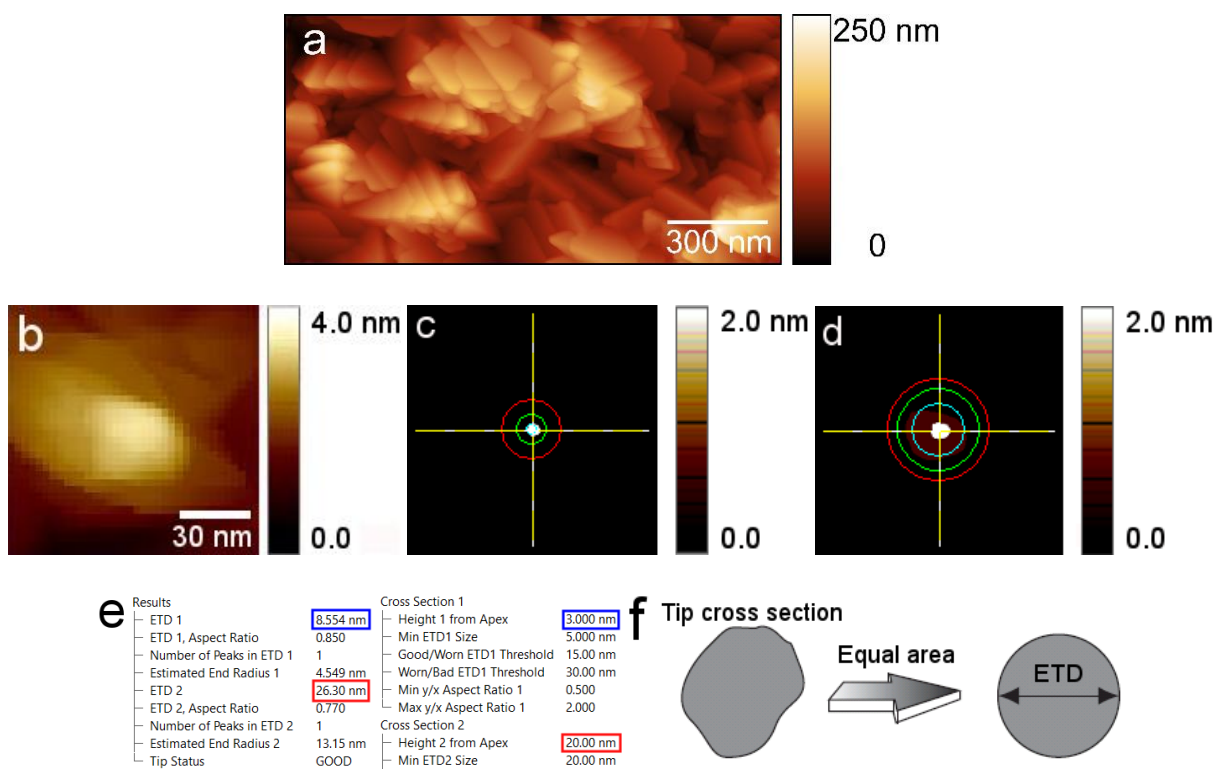 a
250 nm
300 nm
0
b
30 nm
4.0 nm
0.0
c
2.0 nm
0.0
d
2.0 nm
0.0
e
Results
ETD 1 8.554 nm
ETD 1, Aspect Ratio 0.850
Number of Peaks in ETD 1 1
Estimated End Radius 1 4.549 nm
ETD 2 26.30 nm
ETD 2, Aspect Ratio 0.770
Number of Peaks in ETD 2 1
Estimated End Radius 2 13.15 nm
Tip Status GOOD
Cross Section 1
Height 1 from Apex 3.000 nm
Min ETD1 Size 5.000 nm
Good/Worn ETD1 Threshold 15.00 nm
Worn/Bad ETD1 Threshold 30.00 nm
Min y/x Aspect Ratio 1 0.500
Max y/x Aspect Ratio 1 2.000
Cross Section 2
Height 2 from Apex 20.00 nm
Min ETD2 Size 20.00 nm
f
Tip cross section
Equal area
ETD